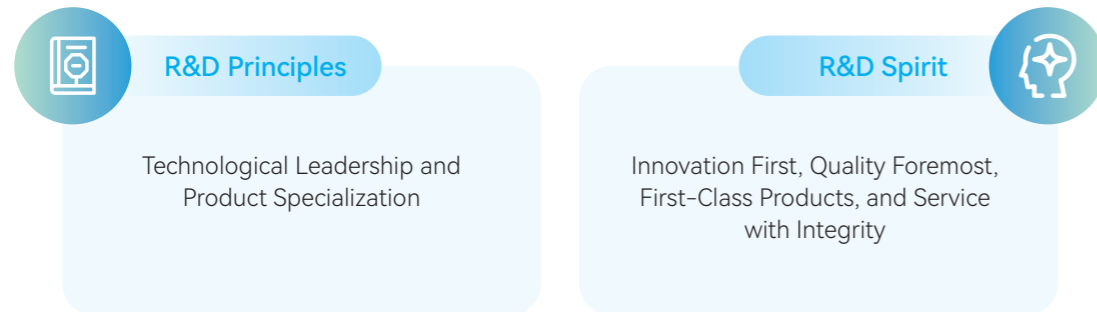 R&D Principles
Technological Leadership and
Product Specialization
R&D Spirit
Innovation First, Quality Foremost,
First-Class Products, and Service
with Integrity